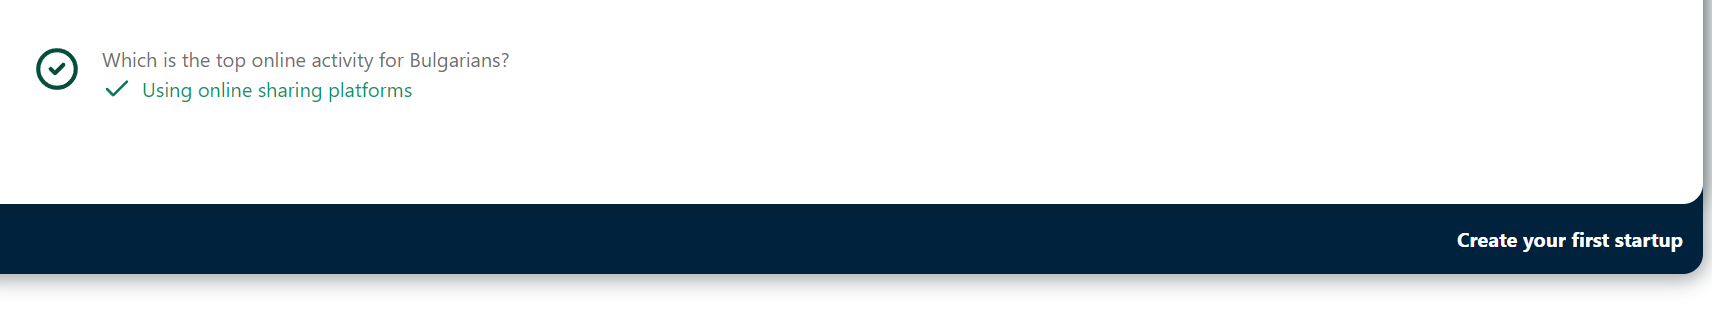 Which is the top online activity for Bulgarians?
Using online sharing platforms
Create your first startup